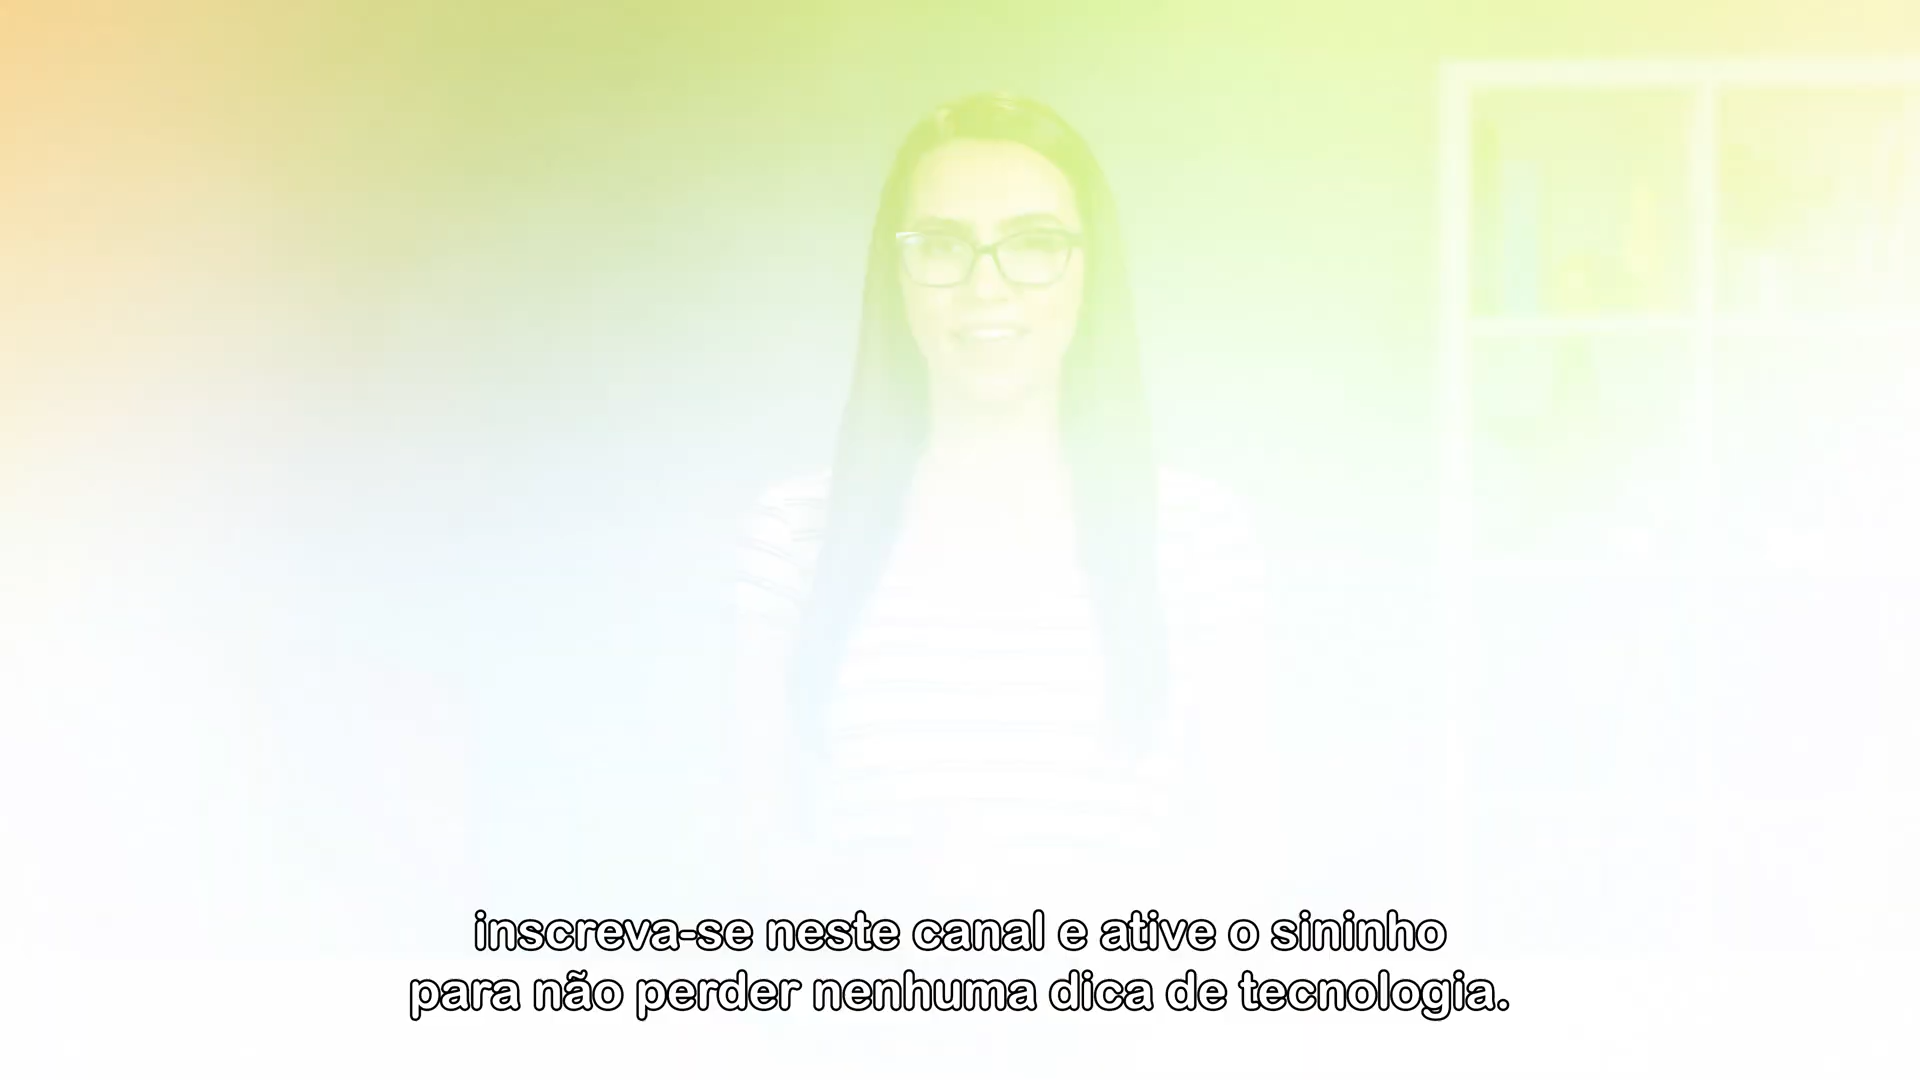 inscreva-se neste canal e ative o sininho
para não perder nenhuma dica de tecnologia.